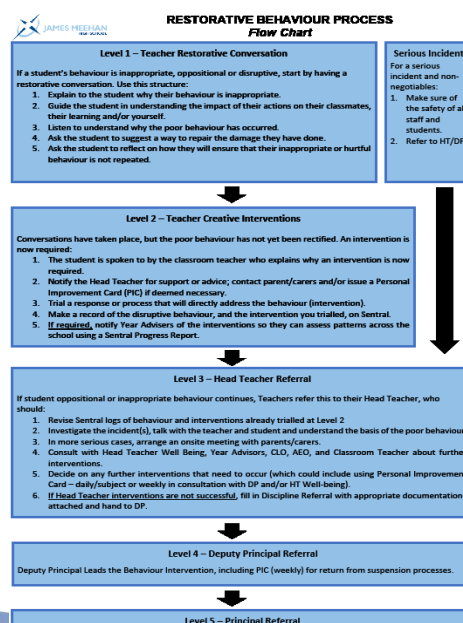 JAMES MEEHAN
HIGH SCHOOL
RESTORATIVE BEHAVIOUR PROCESS
Flow Chart
Level 1 – Teacher Restorative Conversation
If a student's behaviour is inappropriate, oppositional or disruptive, start by having a
restorative conversation. Use this structure:
1. Explain to the student why their behaviour is inappropriate.
2. Guide the student in understanding the impact of their actions on their classmates,
their learning and/or yourself.
3. Listen to understand why the poor behaviour has occurred.
4. Ask the student to suggest a way to repair the damage they have done.
5. Ask the student to reflect on how they will ensure that their inappropriate or hurtful
behaviour is not repeated.
Serious Incident
For a serious
incident and non-
negotiables:
1. Make sure of
the safety of al
staff and
students.
2. Refer to HT/DP
Level 2 – Teacher Creative Interventions
Conversations have taken place, but the poor behaviour has not yet been rectified. An intervention is
now required:
1. The student is spoken to by the classroom teacher who explains why an intervention is now
required.
2. Notify the Head Teacher for support or advice; contact parent/carers and/or issue a Personal
Improvement Card (PIC) if deemed necessary.
3. Trial a response or process that will directly address the behaviour (intervention).
4. Make a record of the disruptive behaviour, and the intervention you trialled, on Sentral.
5. If required, notify Year Advisers of the interventions so they can assess patterns across the
school using a Sentral Progress Report.
Level 3 – Head Teacher Referral
If student oppositional or inappropriate behaviour continues, Teachers refer this to their Head Teacher, who
should:
1. Revise Sentral logs of behaviour and interventions already trialled at Level 2
2. Investigate the incident(s), talk with the teacher and student and understand the basis of the poor behaviour
3. In more serious cases, arrange an onsite meeting with parents/carers.
4. Consult with Head Teacher Well Being, Year Advisors, CLO, AEO, and Classroom Teacher about further
interventions.
5. Decide on any further interventions that need to occur (which could include using Personal Improvemen
Card – daily/subject or weekly in consultation with DP and/or HT Well-being).
6. If Head Teacher interventions are not successful, fill in Discipline Referral with appropriate documentation
attached and hand to DP.
Level 4 – Deputy Principal Referral
Deputy Principal Leads the Behaviour Intervention, including PIC (weekly) for return from suspension processes.
Level 5 – Principal Referral